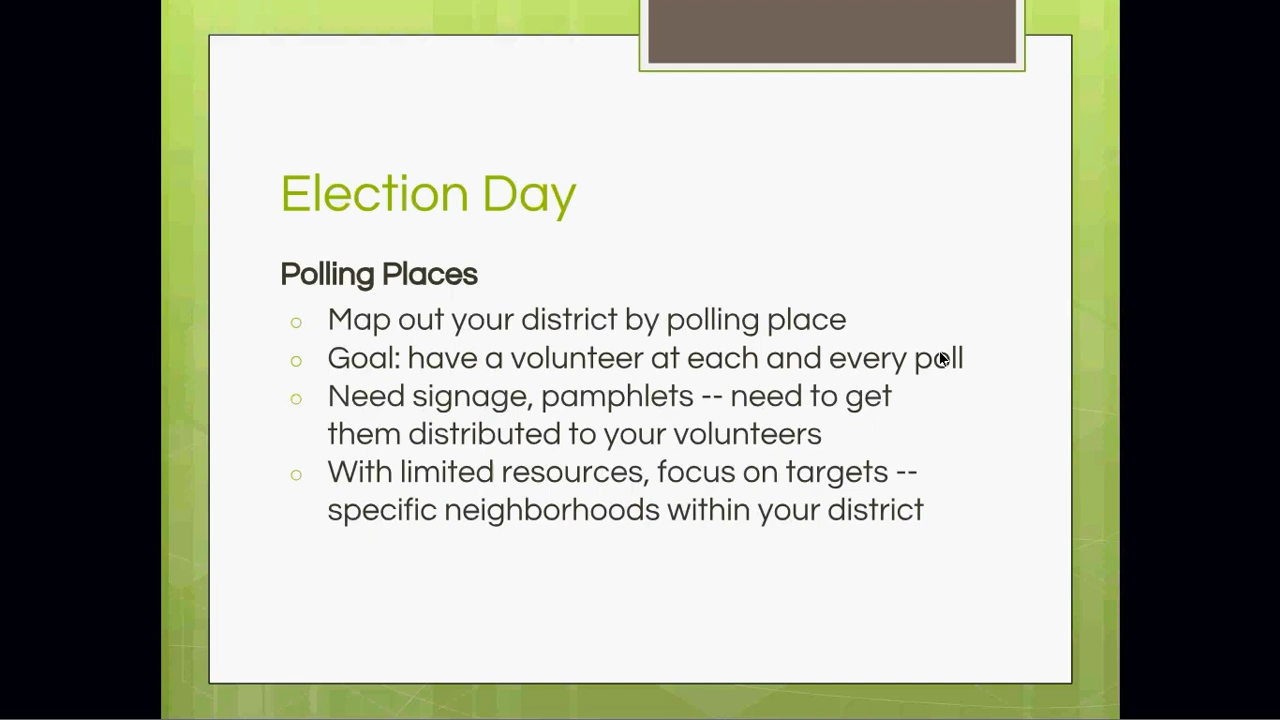 Election Day
Polling Places
Map out your district by polling place
Goal: have a volunteer at each and every poll
Need signage, pamphlets -- need to get
them distributed to your volunteers
With limited resources, focus on targets --
specific neighborhoods within your district